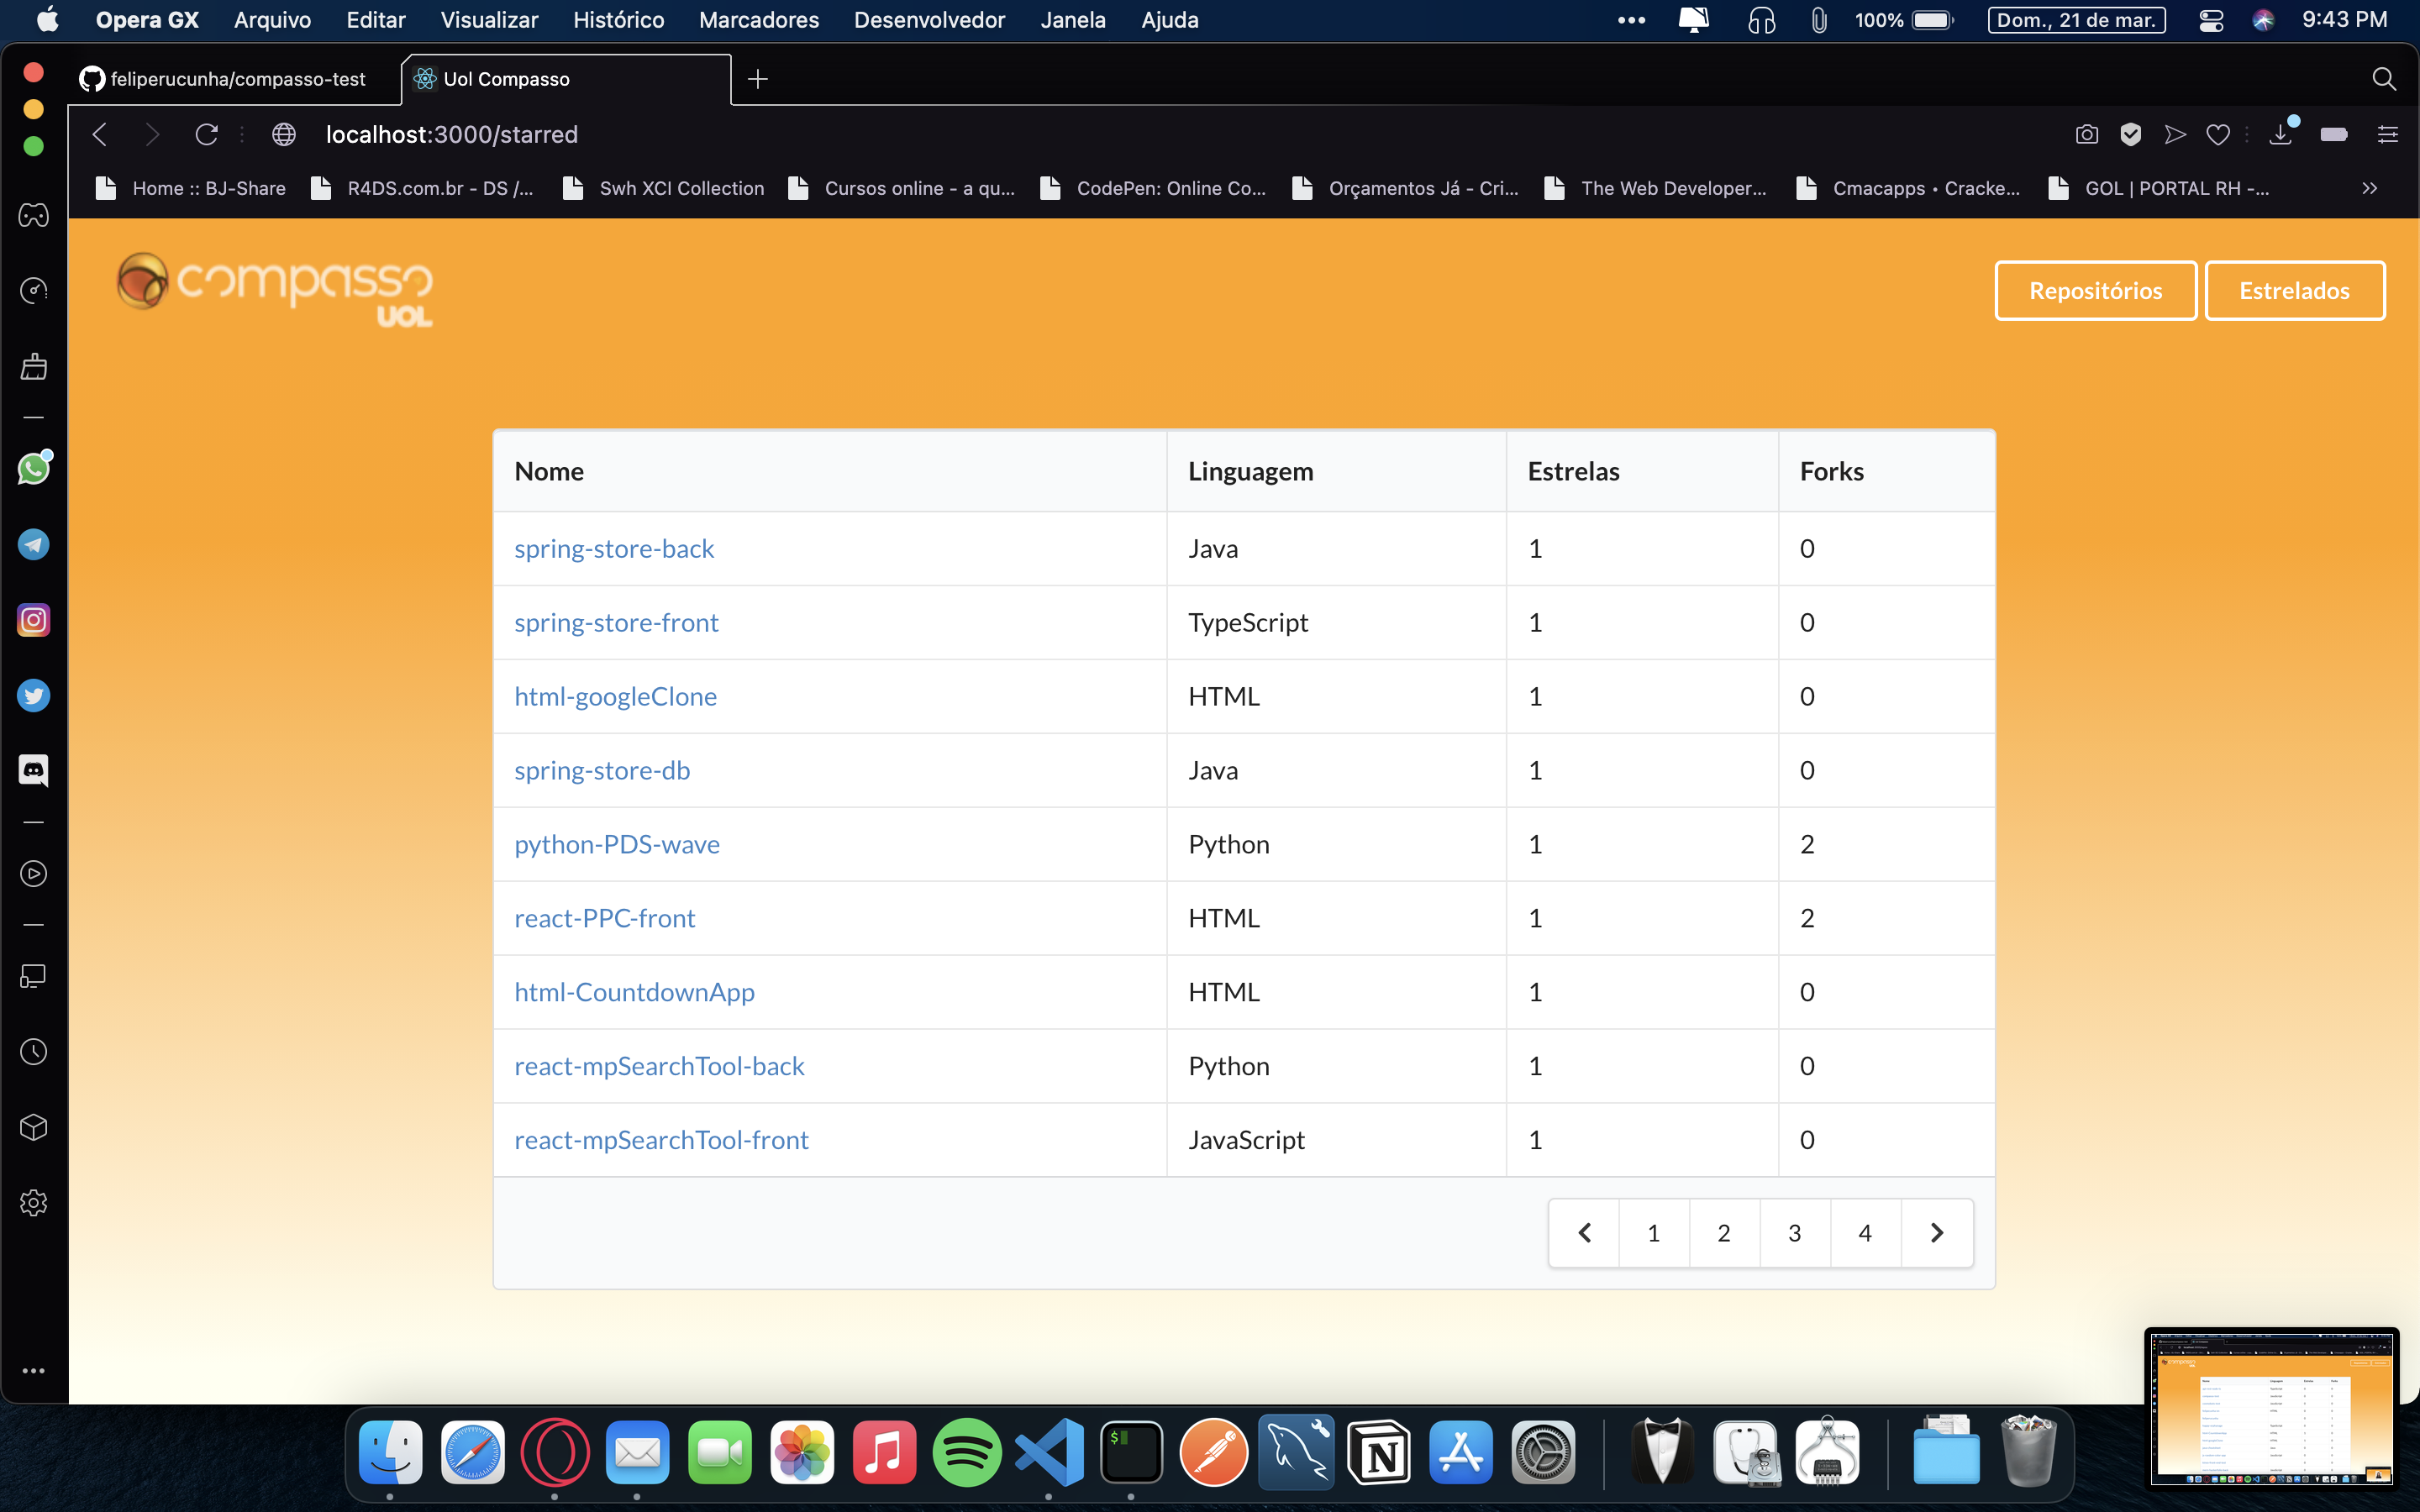 Opera GX Arquivo Editar Visualizar Histórico Marcadores Desenvolvedor Janela Ajuda 100% Dom., 21 de mar. 9:43 PM
feliperucunha/compasso-test Uol Compasso
localhost:3000/starred
Home :: BJ-Share R4DS.com.br - DS /... Swh XCI Collection Cursos online - a qu... CodePen: Online Co... Orçamentos Já - Cri... The Web Developer... Cmacapps • Cracke... GOL | PORTAL RH -...
compasso
UOL
Repositórios Estrelados
Nome Linguagem Estrelas Forks
spring-store-back Java 1 0
spring-store-front TypeScript 1 0
html-googleClone HTML 1 0
spring-store-db Java 1 0
python-PDS-wave Python 1 2
react-PPC-front HTML 1 2
html-CountdownApp HTML 1 0
react-mpSearchTool-back Python 1 0
react-mpSearchTool-front JavaScript 1 0
1 2 3 4